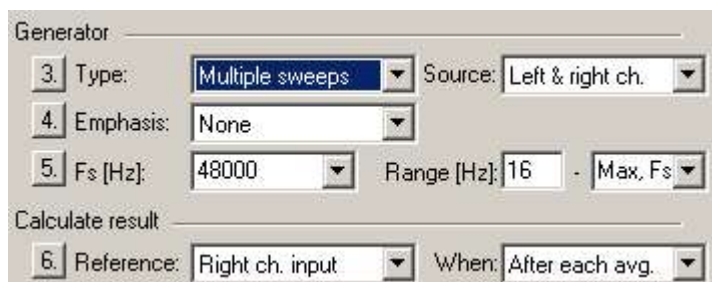 Generator
3. Type: Multiple sweeps Source: Left & right ch.
4. Emphasis: None
5. Fs [Hz]: 48000 Range [Hz]: 16 - Max, Fs
Calculate result
6. Reference: Right ch. input When: After each avg.